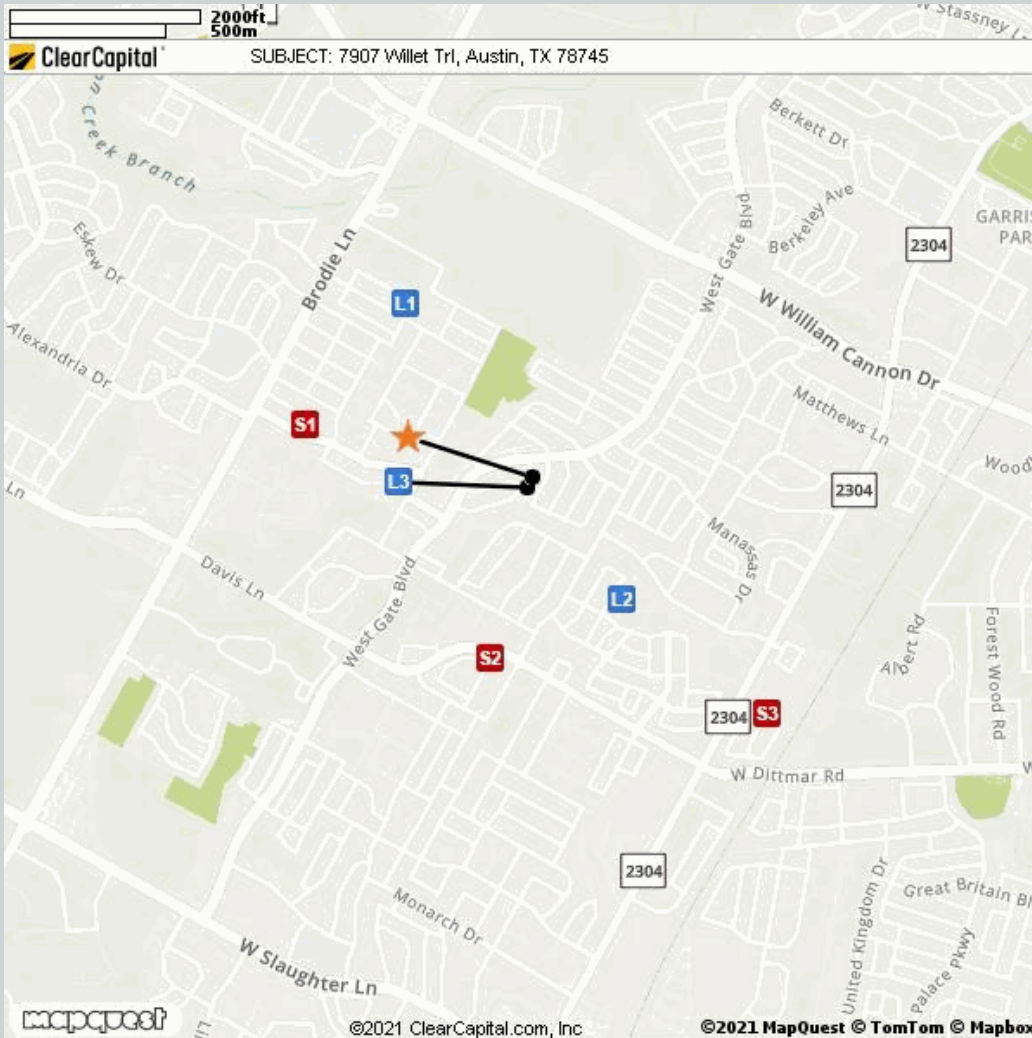 2000ft
500m
W Stassney L
ClearCapital
SUBJECT: 7907 Willet Trl, Austin, TX 78745
Creek Branch
Berkett Dr
Berkeley Ave
GARRIS
PAR
2304
Eskew Dr
Brodie Ln
West Gate Blvd
L1
W William Cannon Dr
Alexandria Dr
Matthews Ln
S1
L3
Wood
2304
Ln
Manassas Dr
Davis Ln
West Gate Blvd
L2
Albert Rd
Forest Wood Rd
S2
2304
S3
W Dittmar Rd
W
2304
Monarch Dr
United Kingdom Dr
Great Britain Bl
Palace Pkwy
W Slaughter Ln
mapquest
©2021 ClearCapital.com, Inc
©2021 MapQuest © TomTom © Mapbox